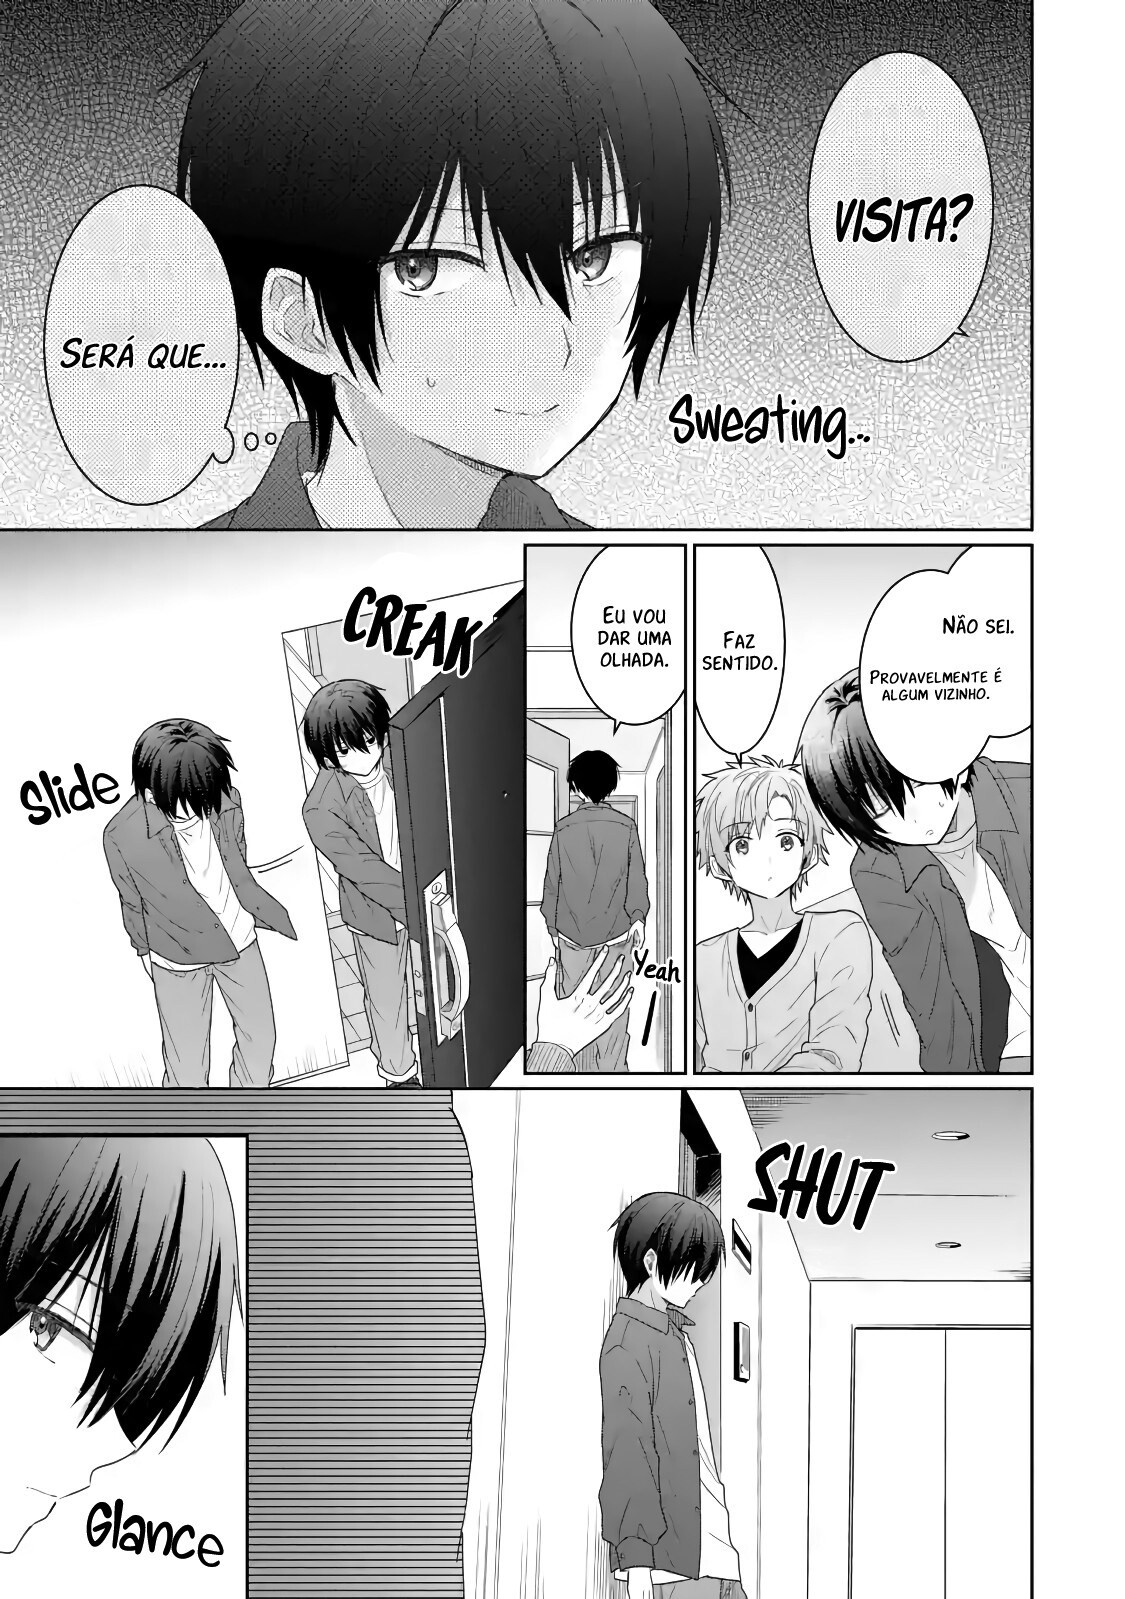 VISITA?
SERÁ QUE...
Sweating...
NÃO SEI.
PROVAVELMENTE É
ALGUM VIZINHO.
FAZ
SENTIDO.
EU VOU
DAR UMA
OLHADA.
Yeah
CREAK
Slide
SHUT
Glance